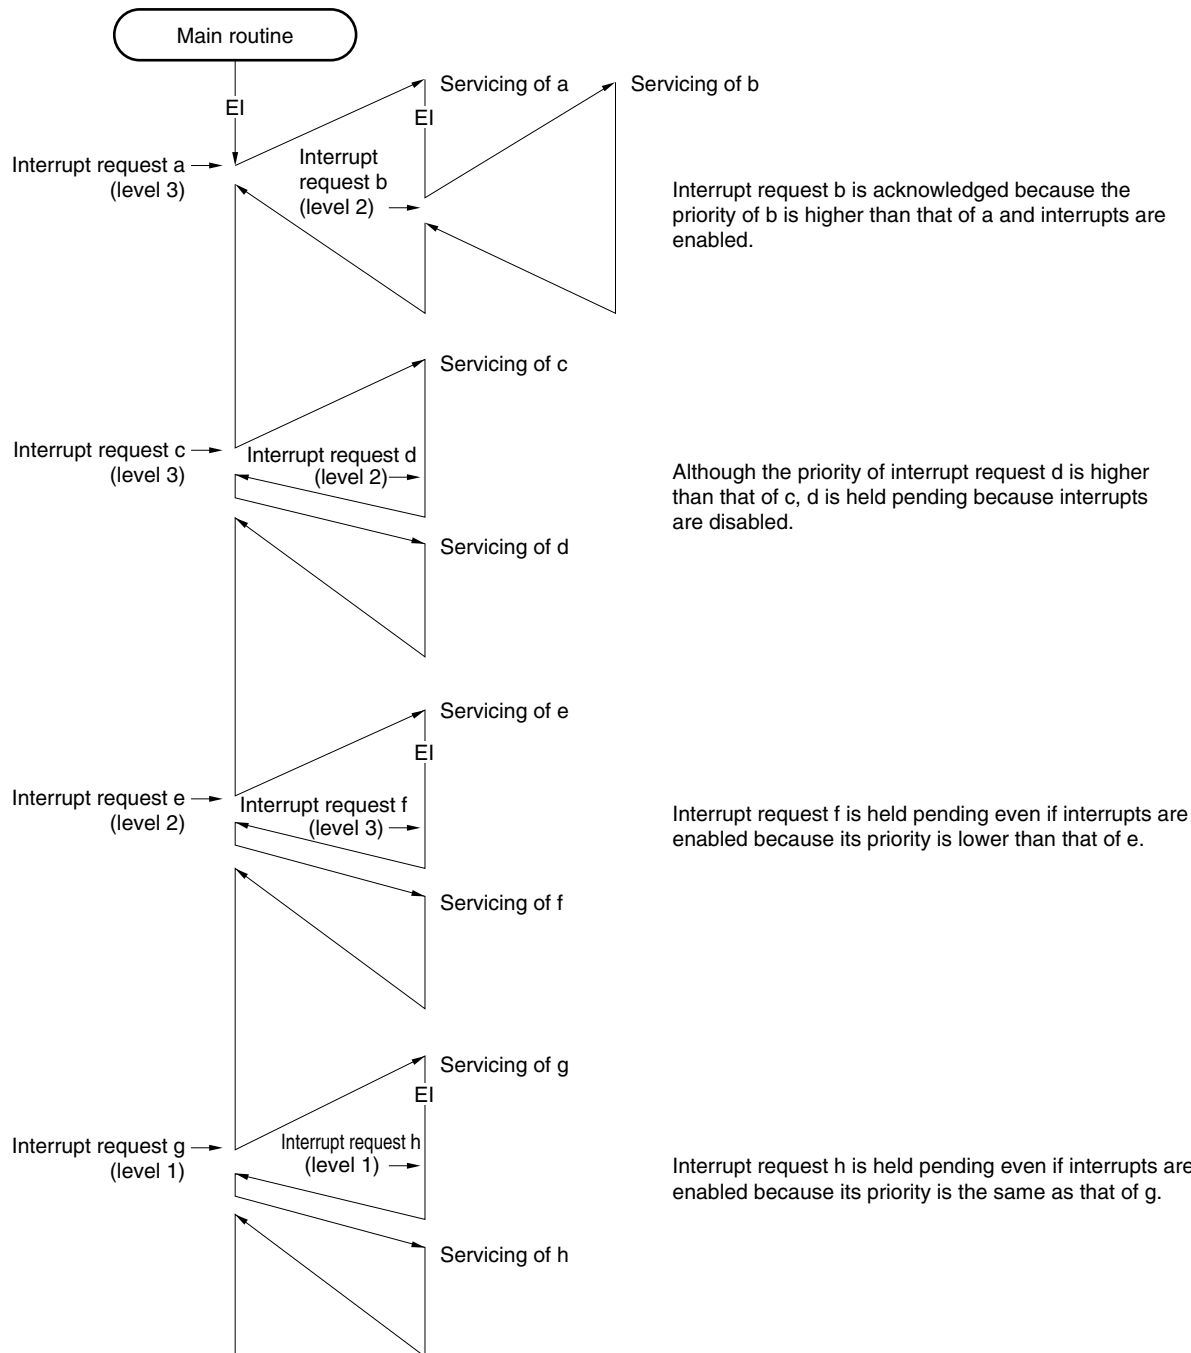 Main routine
EI
Servicing of a
Servicing of b
EI
Interrupt request a
(level 3)
Interrupt
request b
(level 2)
Interrupt request b is acknowledged because the
priority of b is higher than that of a and interrupts are
enabled.
Servicing of c
Interrupt request c
(level 3)
Interrupt request d
(level 2)
Although the priority of interrupt request d is higher
than that of c, d is held pending because interrupts
are disabled.
Servicing of d
Servicing of e
EI
Interrupt request e
(level 2)
Interrupt request f
(level 3)
Interrupt request f is held pending even if interrupts are
enabled because its priority is lower than that of e.
Servicing of f
Servicing of g
EI
Interrupt request g
(level 1)
Interrupt request h
(level 1)
Interrupt request h is held pending even if interrupts are
enabled because its priority is the same as that of g.
Servicing of h